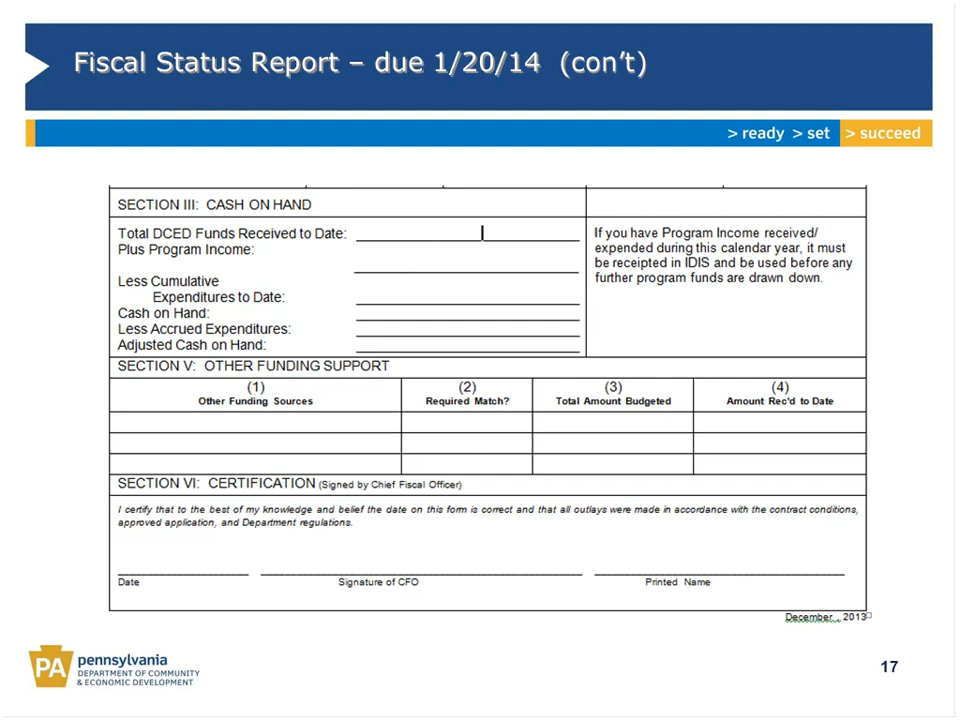 Fiscal Status Report – due 1/20/14 (con’t)
> ready > set > succeed
SECTION III: CASH ON HAND
Total DCED Funds Received to Date:
Plus Program Income:
Less Cumulative
Expenditures to Date:
Cash on Hand:
Less Accrued Expenditures:
Adjusted Cash on Hand:
If you have Program Income received/
expended during this calendar year, it must
be receipted in IDIS and be used before any
further program funds are drawn down.
SECTION V: OTHER FUNDING SUPPORT
(1) (2) (3) (4)
Other Funding Sources Required Match? Total Amount Budgeted Amount Rec'd to Date
SECTION VI: CERTIFICATION (Signed by Chief Fiscal Officer)
I certify that to the best of my knowledge and belief the date on this form is correct and that all outlays were made in accordance with the contract conditions,
approved application, and Department regulations.
Date Signature of CFO Printed Name
December , 2013
PA pennsylvania
DEPARTMENT OF COMMUNITY
& ECONOMIC DEVELOPMENT
17